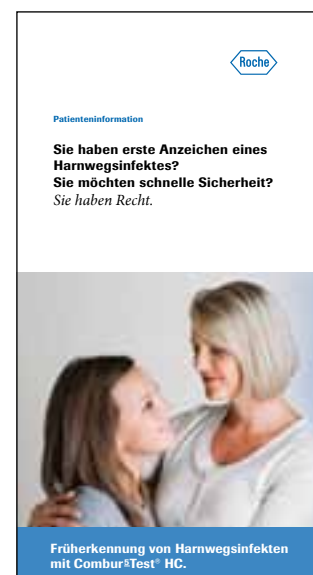 Roche
Patienteninformation
Sie haben erste Anzeichen eines
Harnwegsinfektes?
Sie möchten schnelle Sicherheit?
Sie haben Recht.
Früherkennung von Harnwegsinfekten
mit Combur⁵Test® HC.